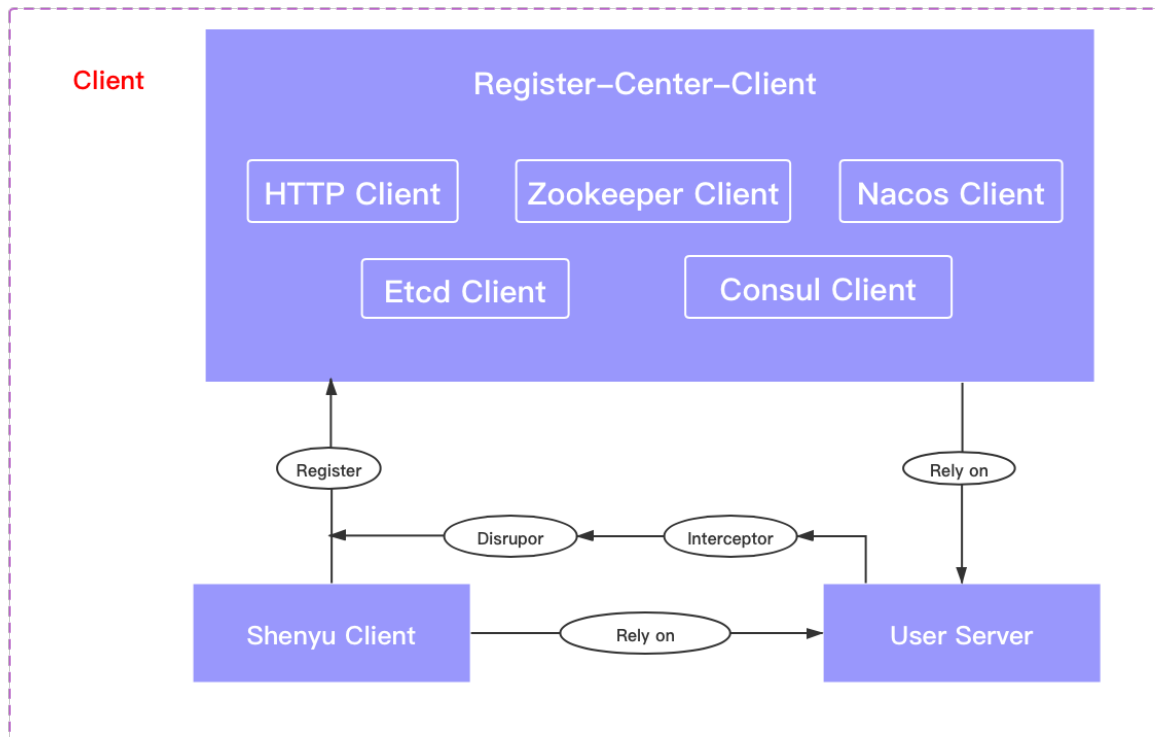 Client
Register-Center-Client
HTTP Client
Zookeeper Client
Nacos Client
Etcd Client
Consul Client
Register
Rely on
Disrupor
Interceptor
Shenyu Client
Rely on
User Server